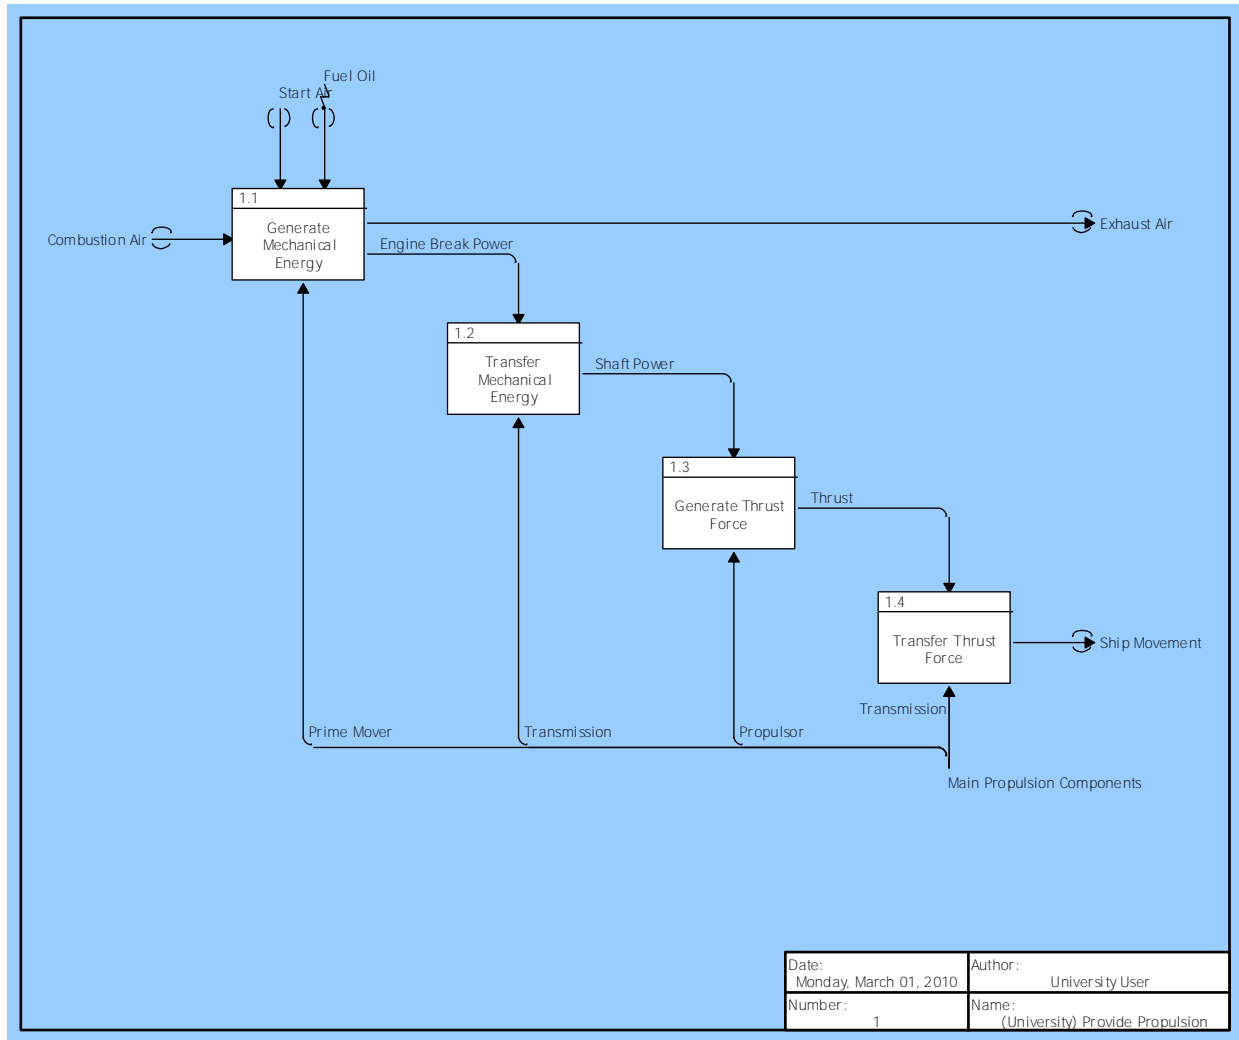 Fuel Oil
Start Air
1.1
Generate
Mechanical
Energy
Combustion Air
Exhaust Air
Engine Break Power
1.2
Transfer
Mechanical
Energy
Shaft Power
1.3
Generate Thrust
Force
Thrust
1.4
Transfer Thrust
Force
Ship Movement
Transmission
Prime Mover
Transmission
Propulsor
Main Propulsion Components
Date:
Monday, March 01, 2010
Author:
University User
Number:
1
Name:
(University) Provide Propulsion